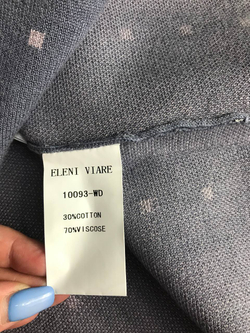 ELENI VIARE
10093-WD
30%COTTON
70%VISCOSE